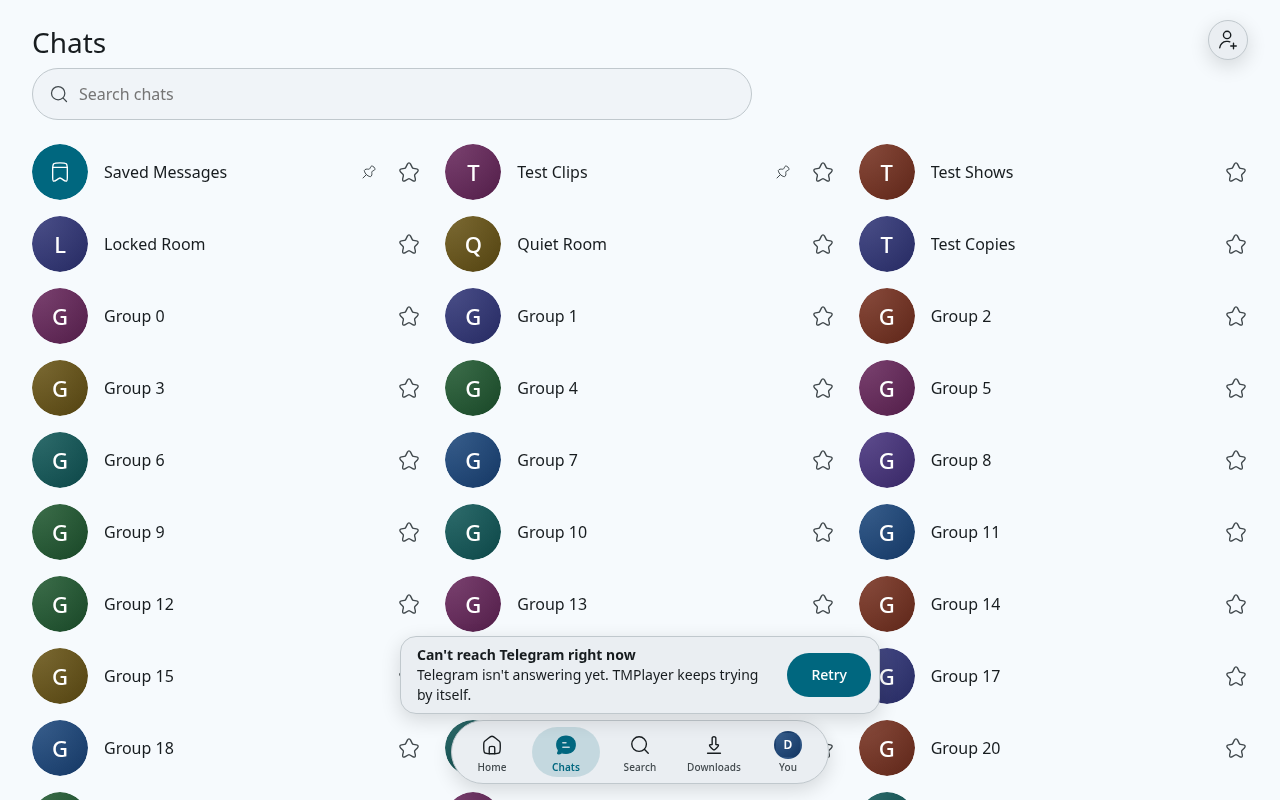 Chats
Search chats
Saved Messages
T
Test Clips
T
Test Shows
L
Locked Room
Q
Quiet Room
T
Test Copies
G
Group 0
G
Group 1
G
Group 2
G
Group 3
G
Group 4
G
Group 5
G
Group 6
G
Group 7
G
Group 8
G
Group 9
G
Group 10
G
Group 11
G
Group 12
G
Group 13
G
Group 14
G
Group 15
Can't reach Telegram right now
Telegram isn't answering yet. TMPlayer keeps trying
by itself.
Retry
G
Group 17
G
Group 18
G
Group 20
Home
Chats
Search
Downloads
D
You